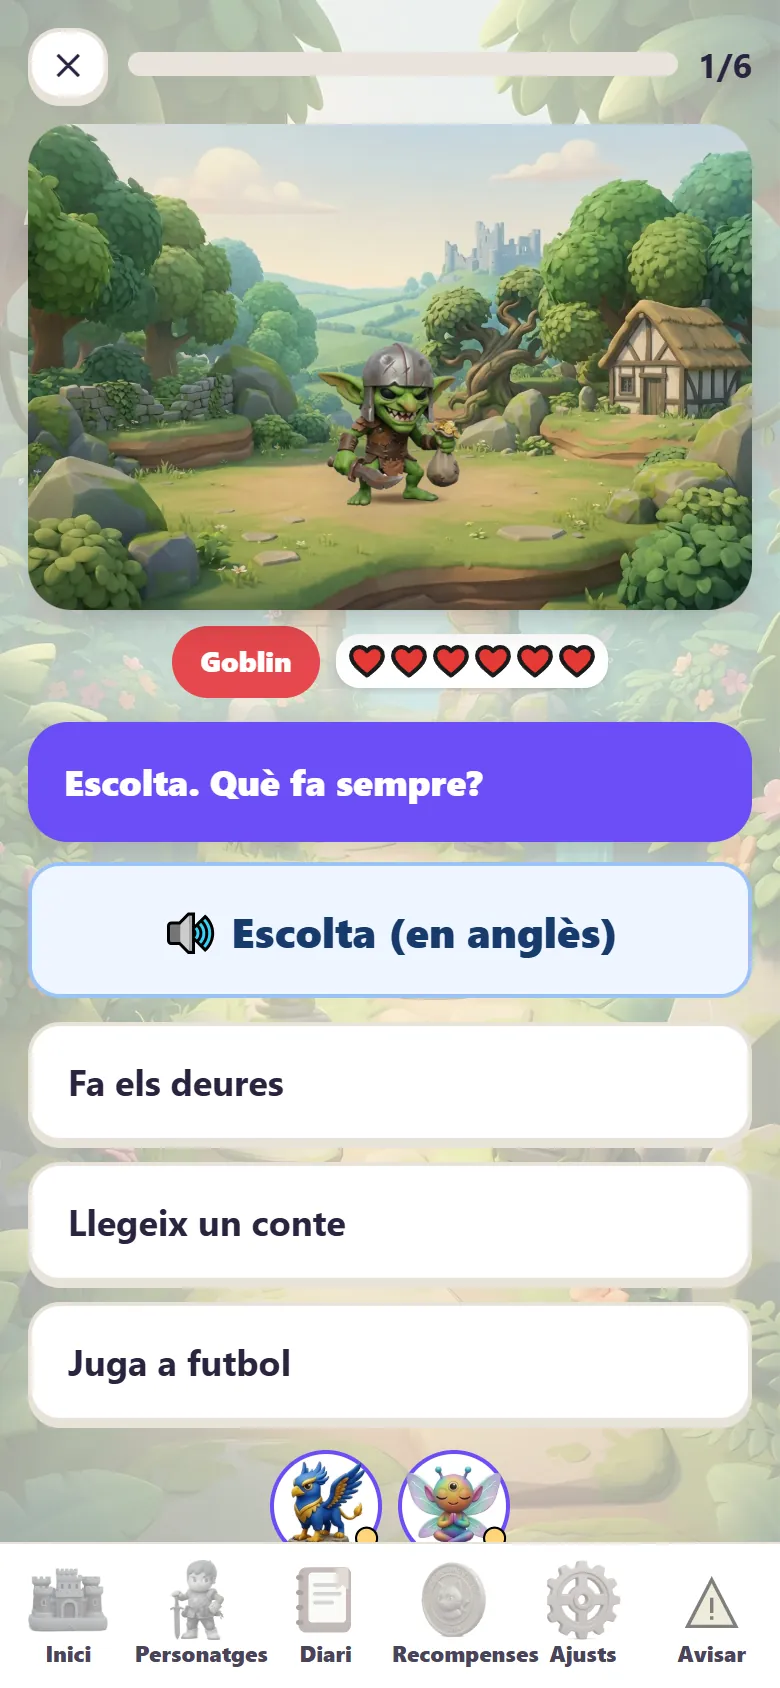 1/6
Goblin
Escolta. Què fa sempre?
Escolta (en anglès)
Fa els deures
Llegeix un conte
Juga a futbol
Inici
Personatges
Diari
Recompenses
Ajusts
Avisar